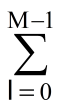 M−1
∑
l = 0